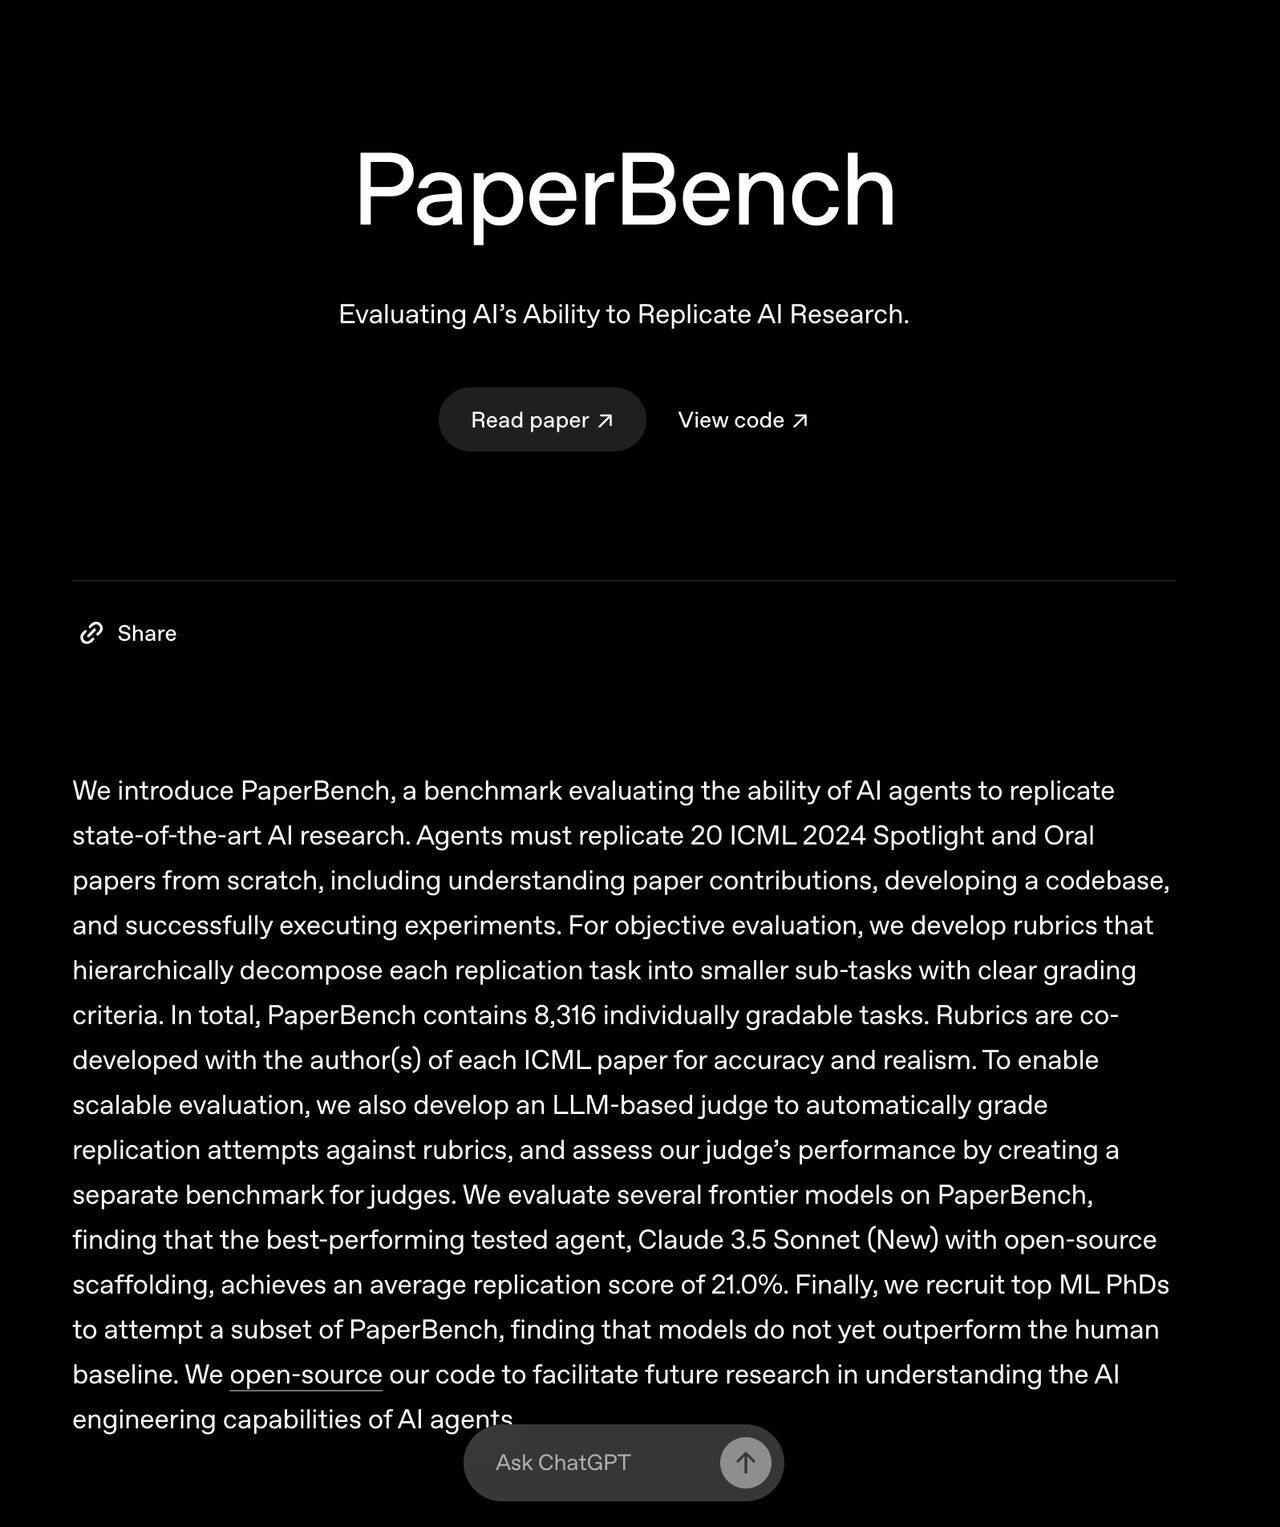 PaperBench
Evaluating AI’s Ability to Replicate AI Research.
Read paper ↗ View code ↗
Share
We introduce PaperBench, a benchmark evaluating the ability of AI agents to replicate
state-of-the-art AI research. Agents must replicate 20 ICML 2024 Spotlight and Oral
papers from scratch, including understanding paper contributions, developing a codebase,
and successfully executing experiments. For objective evaluation, we develop rubrics that
hierarchically decompose each replication task into smaller sub-tasks with clear grading
criteria. In total, PaperBench contains 8,316 individually gradable tasks. Rubrics are co-
developed with the author(s) of each ICML paper for accuracy and realism. To enable
scalable evaluation, we also develop an LLM-based judge to automatically grade
replication attempts against rubrics, and assess our judge’s performance by creating a
separate benchmark for judges. We evaluate several frontier models on PaperBench,
finding that the best-performing tested agent, Claude 3.5 Sonnet (New) with open-source
scaffolding, achieves an average replication score of 21.0%. Finally, we recruit top ML PhDs
to attempt a subset of PaperBench, finding that models do not yet outperform the human
baseline. We open-source our code to facilitate future research in understanding the AI
engineering capabilities of AI agents.
Ask ChatGPT